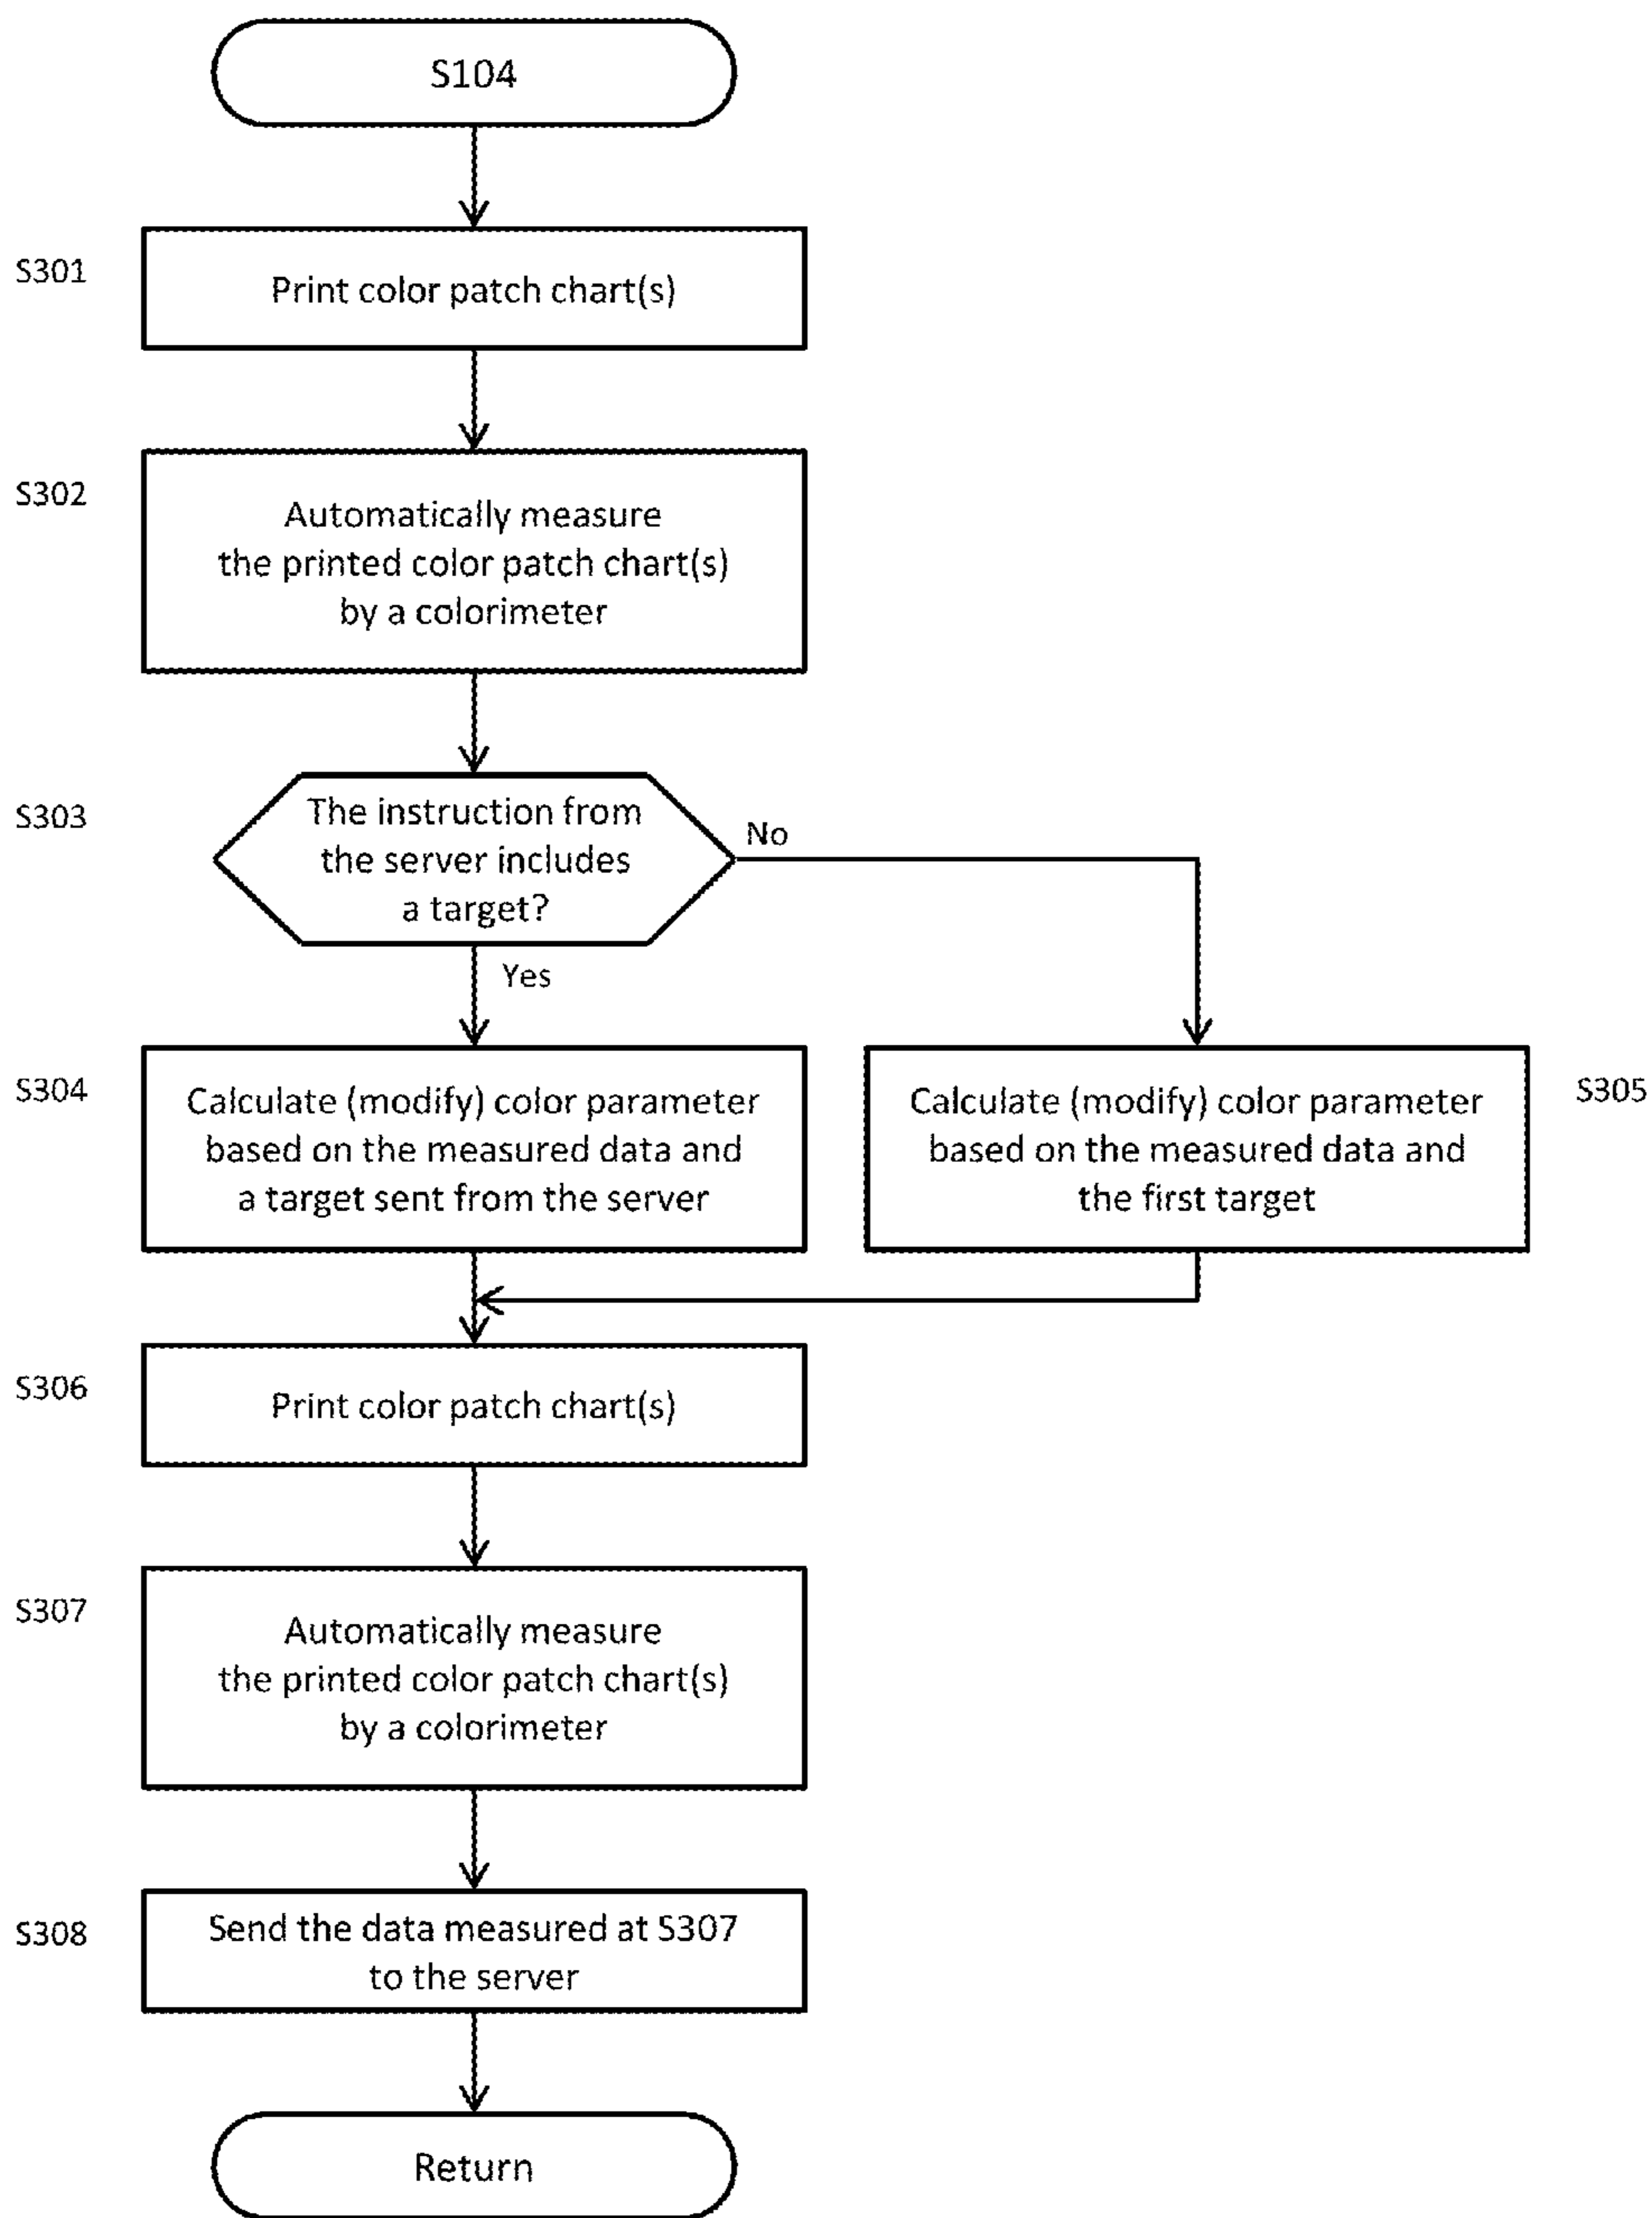 S104
S301
Print color patch chart(s)
S302
Automatically measure
the printed color patch chart(s)
by a colorimeter
S303
The instruction from
the server includes
a target?
No
Yes
S304
Calculate (modify) color parameter
based on the measured data and
a target sent from the server
Calculate (modify) color parameter
based on the measured data and
the first target
S305
S306
Print color patch chart(s)
S307
Automatically measure
the printed color patch chart(s)
by a colorimeter
S308
Send the data measured at S307
to the server
Return